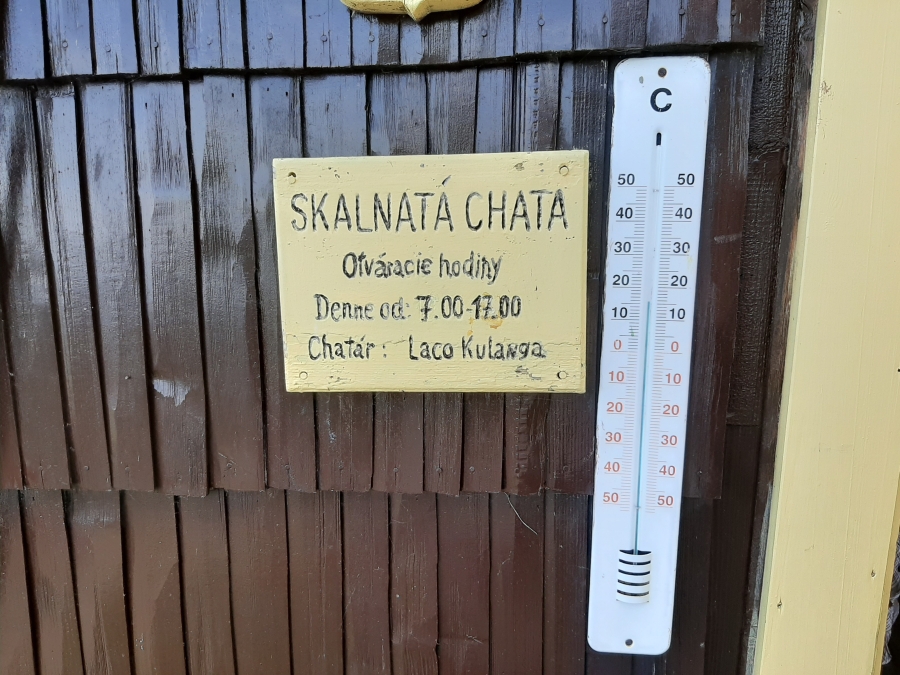 SKALNATÁ CHATA
Otváracie hodiny
Denne od: 7.00-17.00
Chatár: Laco Kulanga
C
50 50
40 40
30 30
20 20
10 10
0 0
10 10
20 20
30 30
40 40
50 50